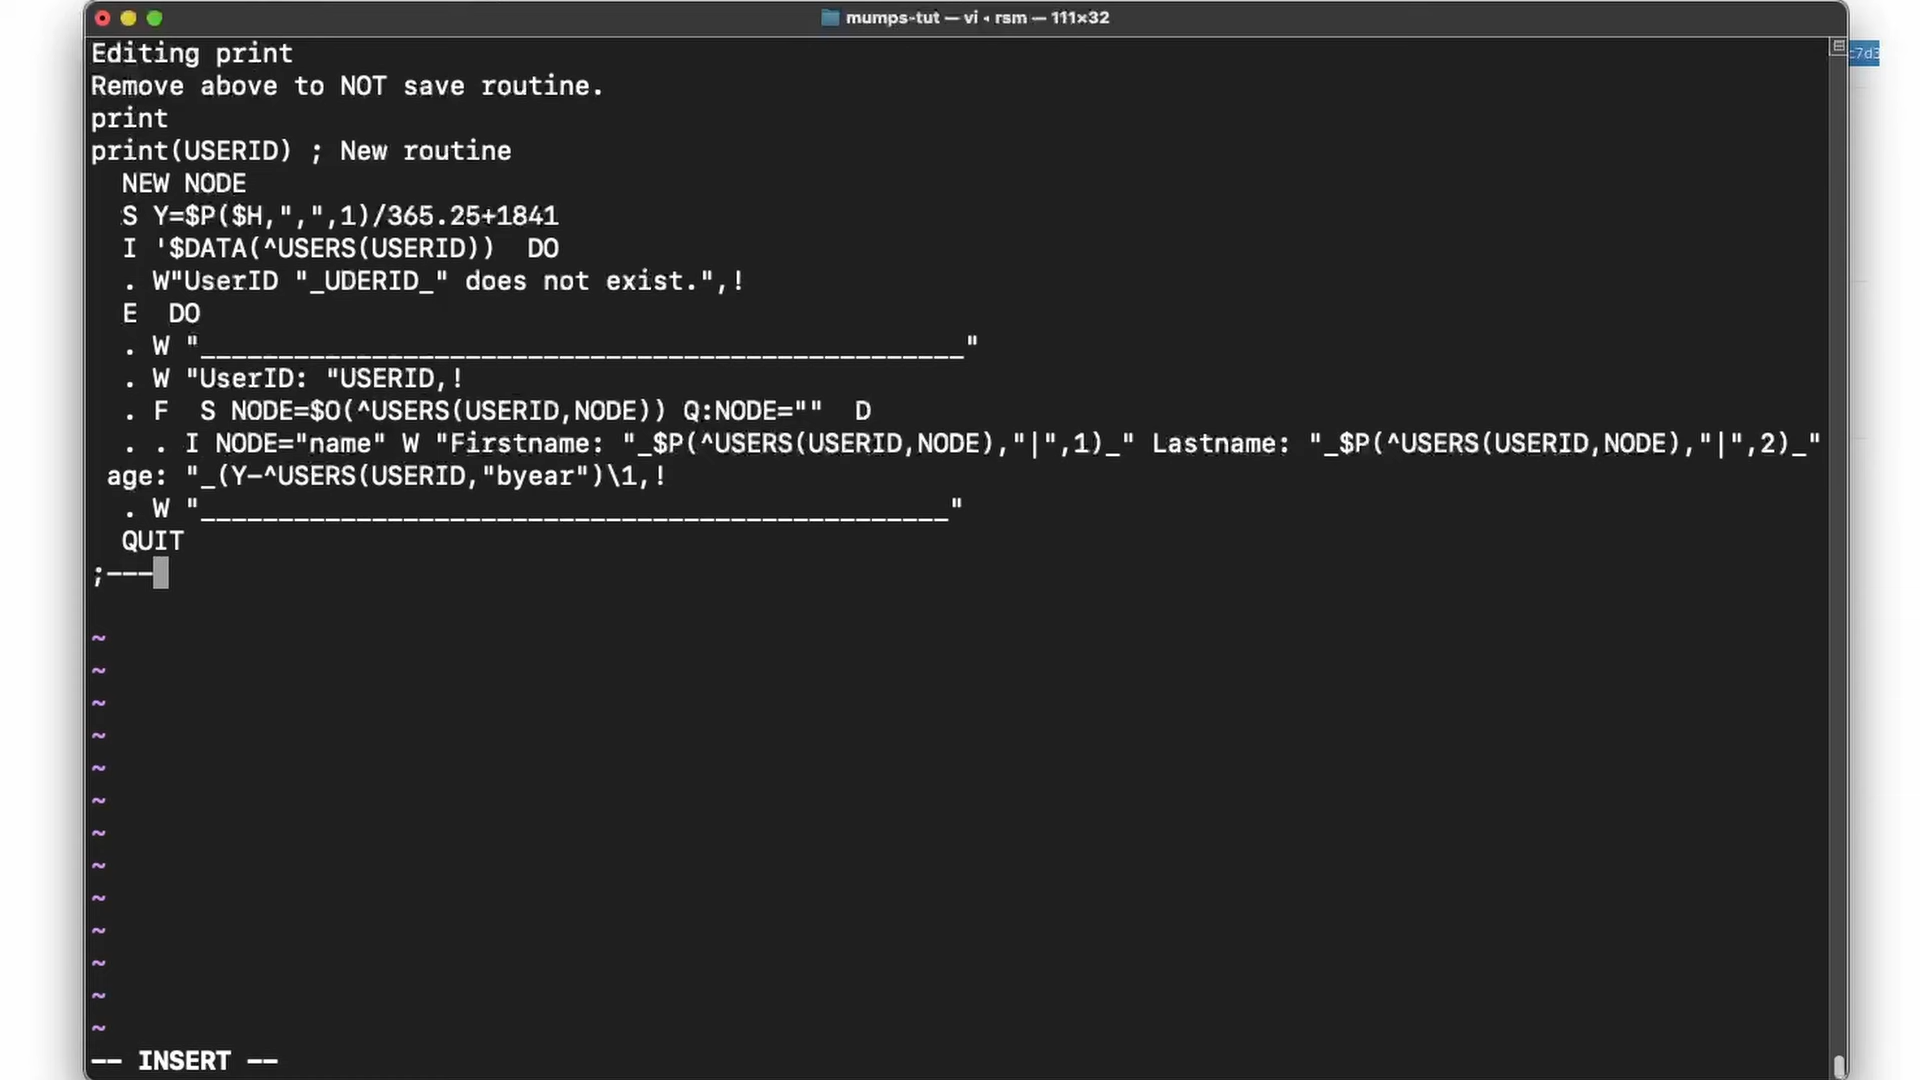 mumps-tut — vi ◂ rsm — 111×32
c7d3
Editing print
Remove above to NOT save routine.
print
print(USERID) ; New routine
  NEW NODE
  S Y=$P($H,",",1)/365.25+1841
  I '$DATA(^USERS(USERID))  DO
  . W"UserID "_UDERID_" does not exist.",!
  E  DO
  . W "_________________________________________________"
  . W "UserID: "USERID,!
  . F  S NODE=$O(^USERS(USERID,NODE)) Q:NODE=""  D
  . . I NODE="name" W "Firstname: "_$P(^USERS(USERID,NODE),"|",1)_" Lastname: "_$P(^USERS(USERID,NODE),"|",2)_"
 age: "_(Y-^USERS(USERID,"byear")\1,!
  . W "________________________________________________"
  QUIT
;---
~
~
~
~
~
~
~
~
~
~
~
~
~
-- INSERT --